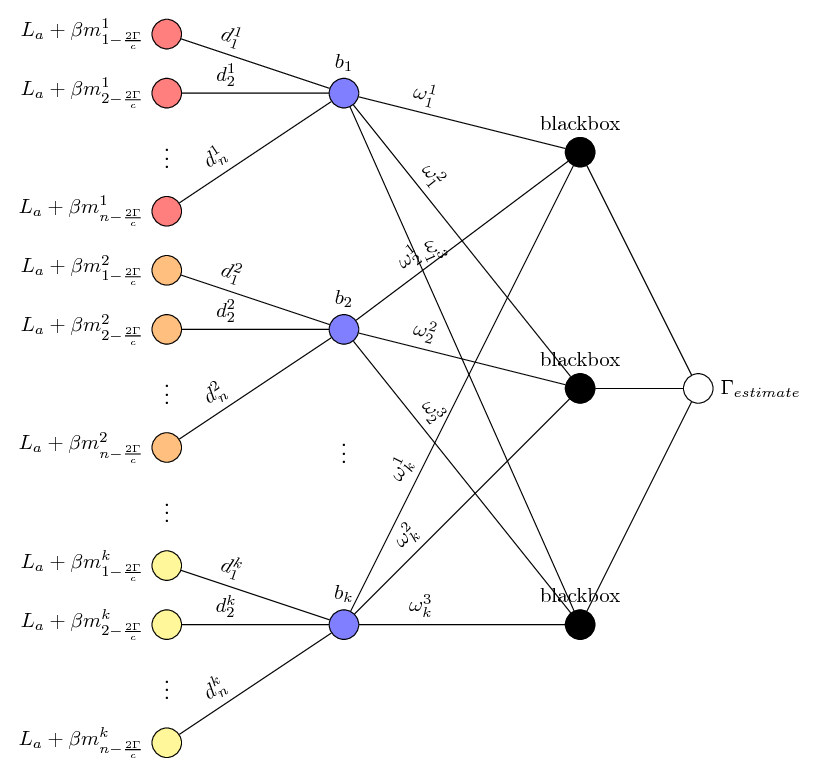 $L_a + \beta m^1_{1-\frac{2\Gamma}{c}}$
$L_a + \beta m^1_{2-\frac{2\Gamma}{c}}$
⋮
$L_a + \beta m^1_{n-\frac{2\Gamma}{c}}$
$L_a + \beta m^2_{1-\frac{2\Gamma}{c}}$
$L_a + \beta m^2_{2-\frac{2\Gamma}{c}}$
⋮
$L_a + \beta m^2_{n-\frac{2\Gamma}{c}}$
⋮
$L_a + \beta m^k_{1-\frac{2\Gamma}{c}}$
$L_a + \beta m^k_{2-\frac{2\Gamma}{c}}$
⋮
$L_a + \beta m^k_{n-\frac{2\Gamma}{c}}$
$d^1_1$
$d^1_2$
$d^1_n$
$d^2_1$
$d^2_2$
$d^2_n$
$d^k_1$
$d^k_2$
$d^k_n$
$b_1$
$b_2$
⋮
$b_k$
$\omega^1_1$
$\omega^2_1$
$\omega^3_1$
$\omega^1_2$
$\omega^2_2$
$\omega^3_2$
$\omega^1_k$
$\omega^2_k$
$\omega^3_k$
blackbox
blackbox
blackbox
$\Gamma_{estimate}$